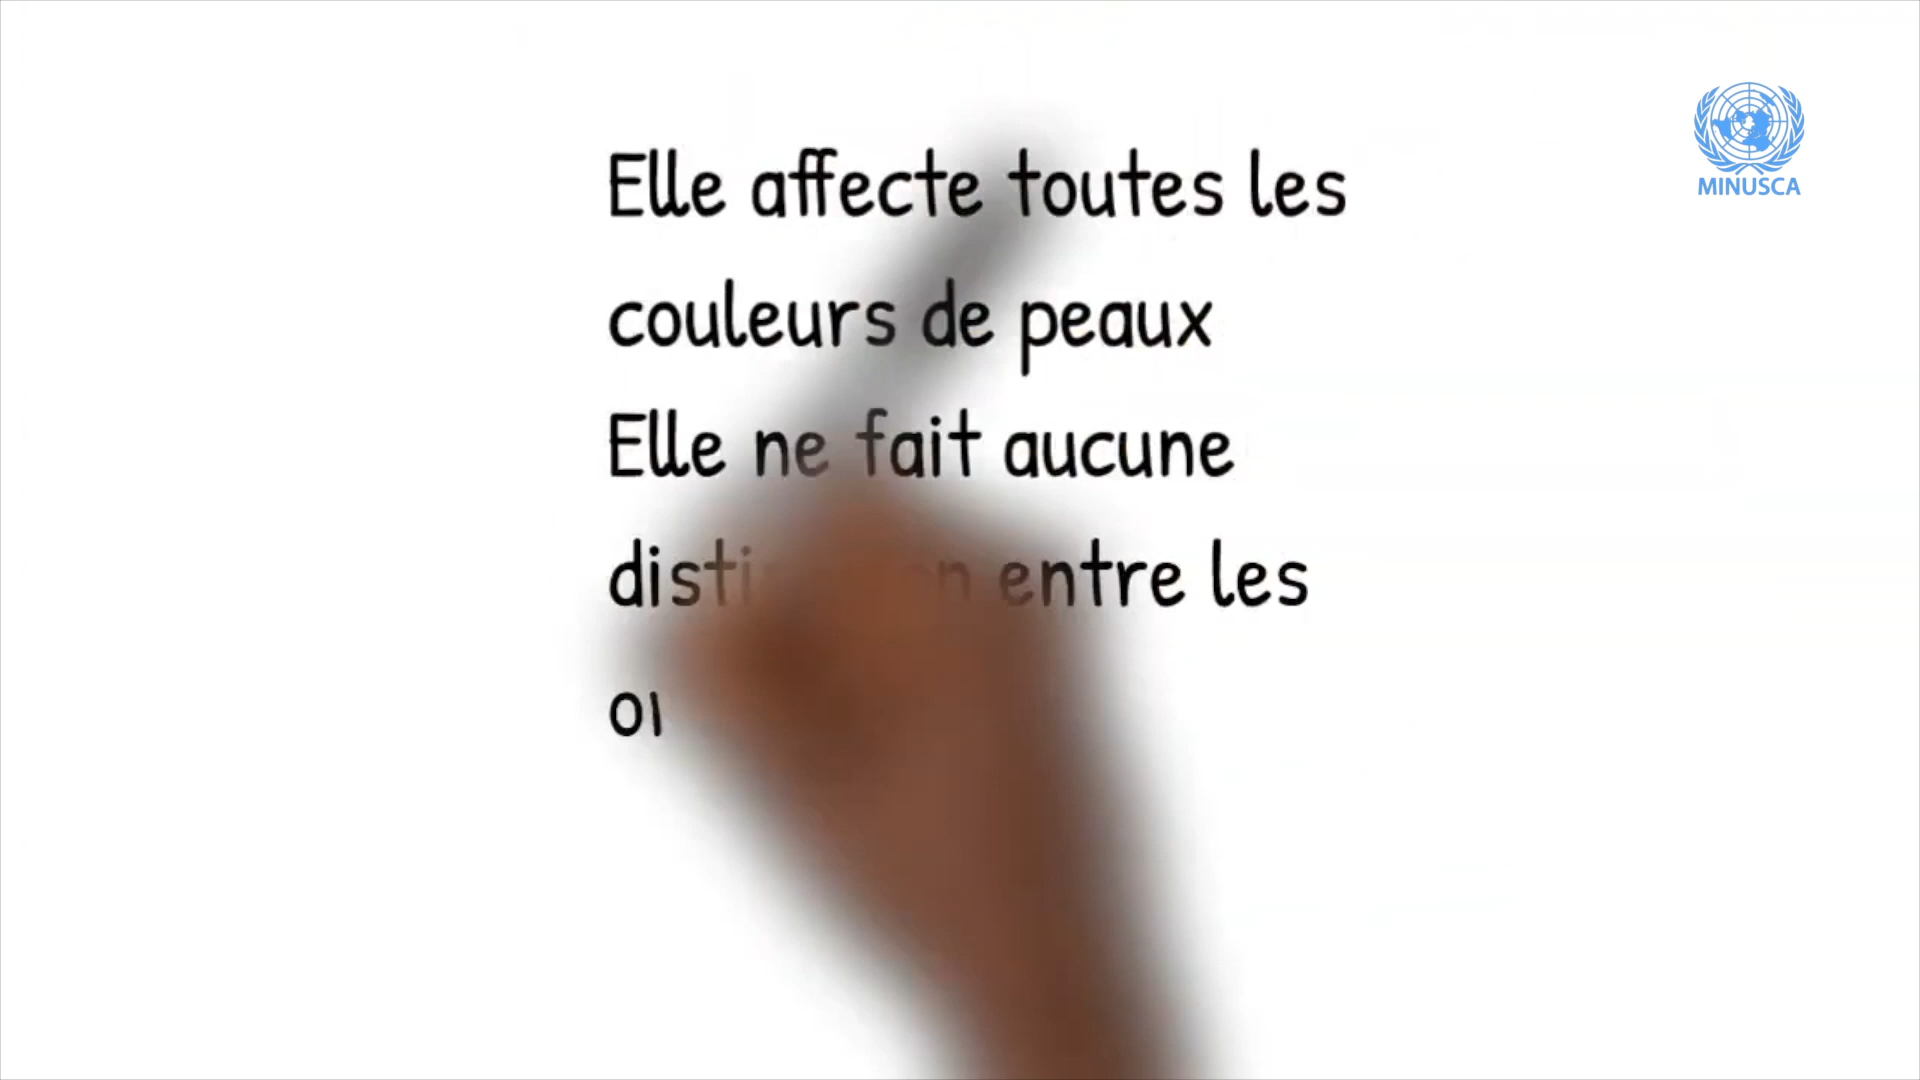 Elle affecte toutes les
couleurs de peaux
Elle ne fait aucune
entre les
MINUSCA